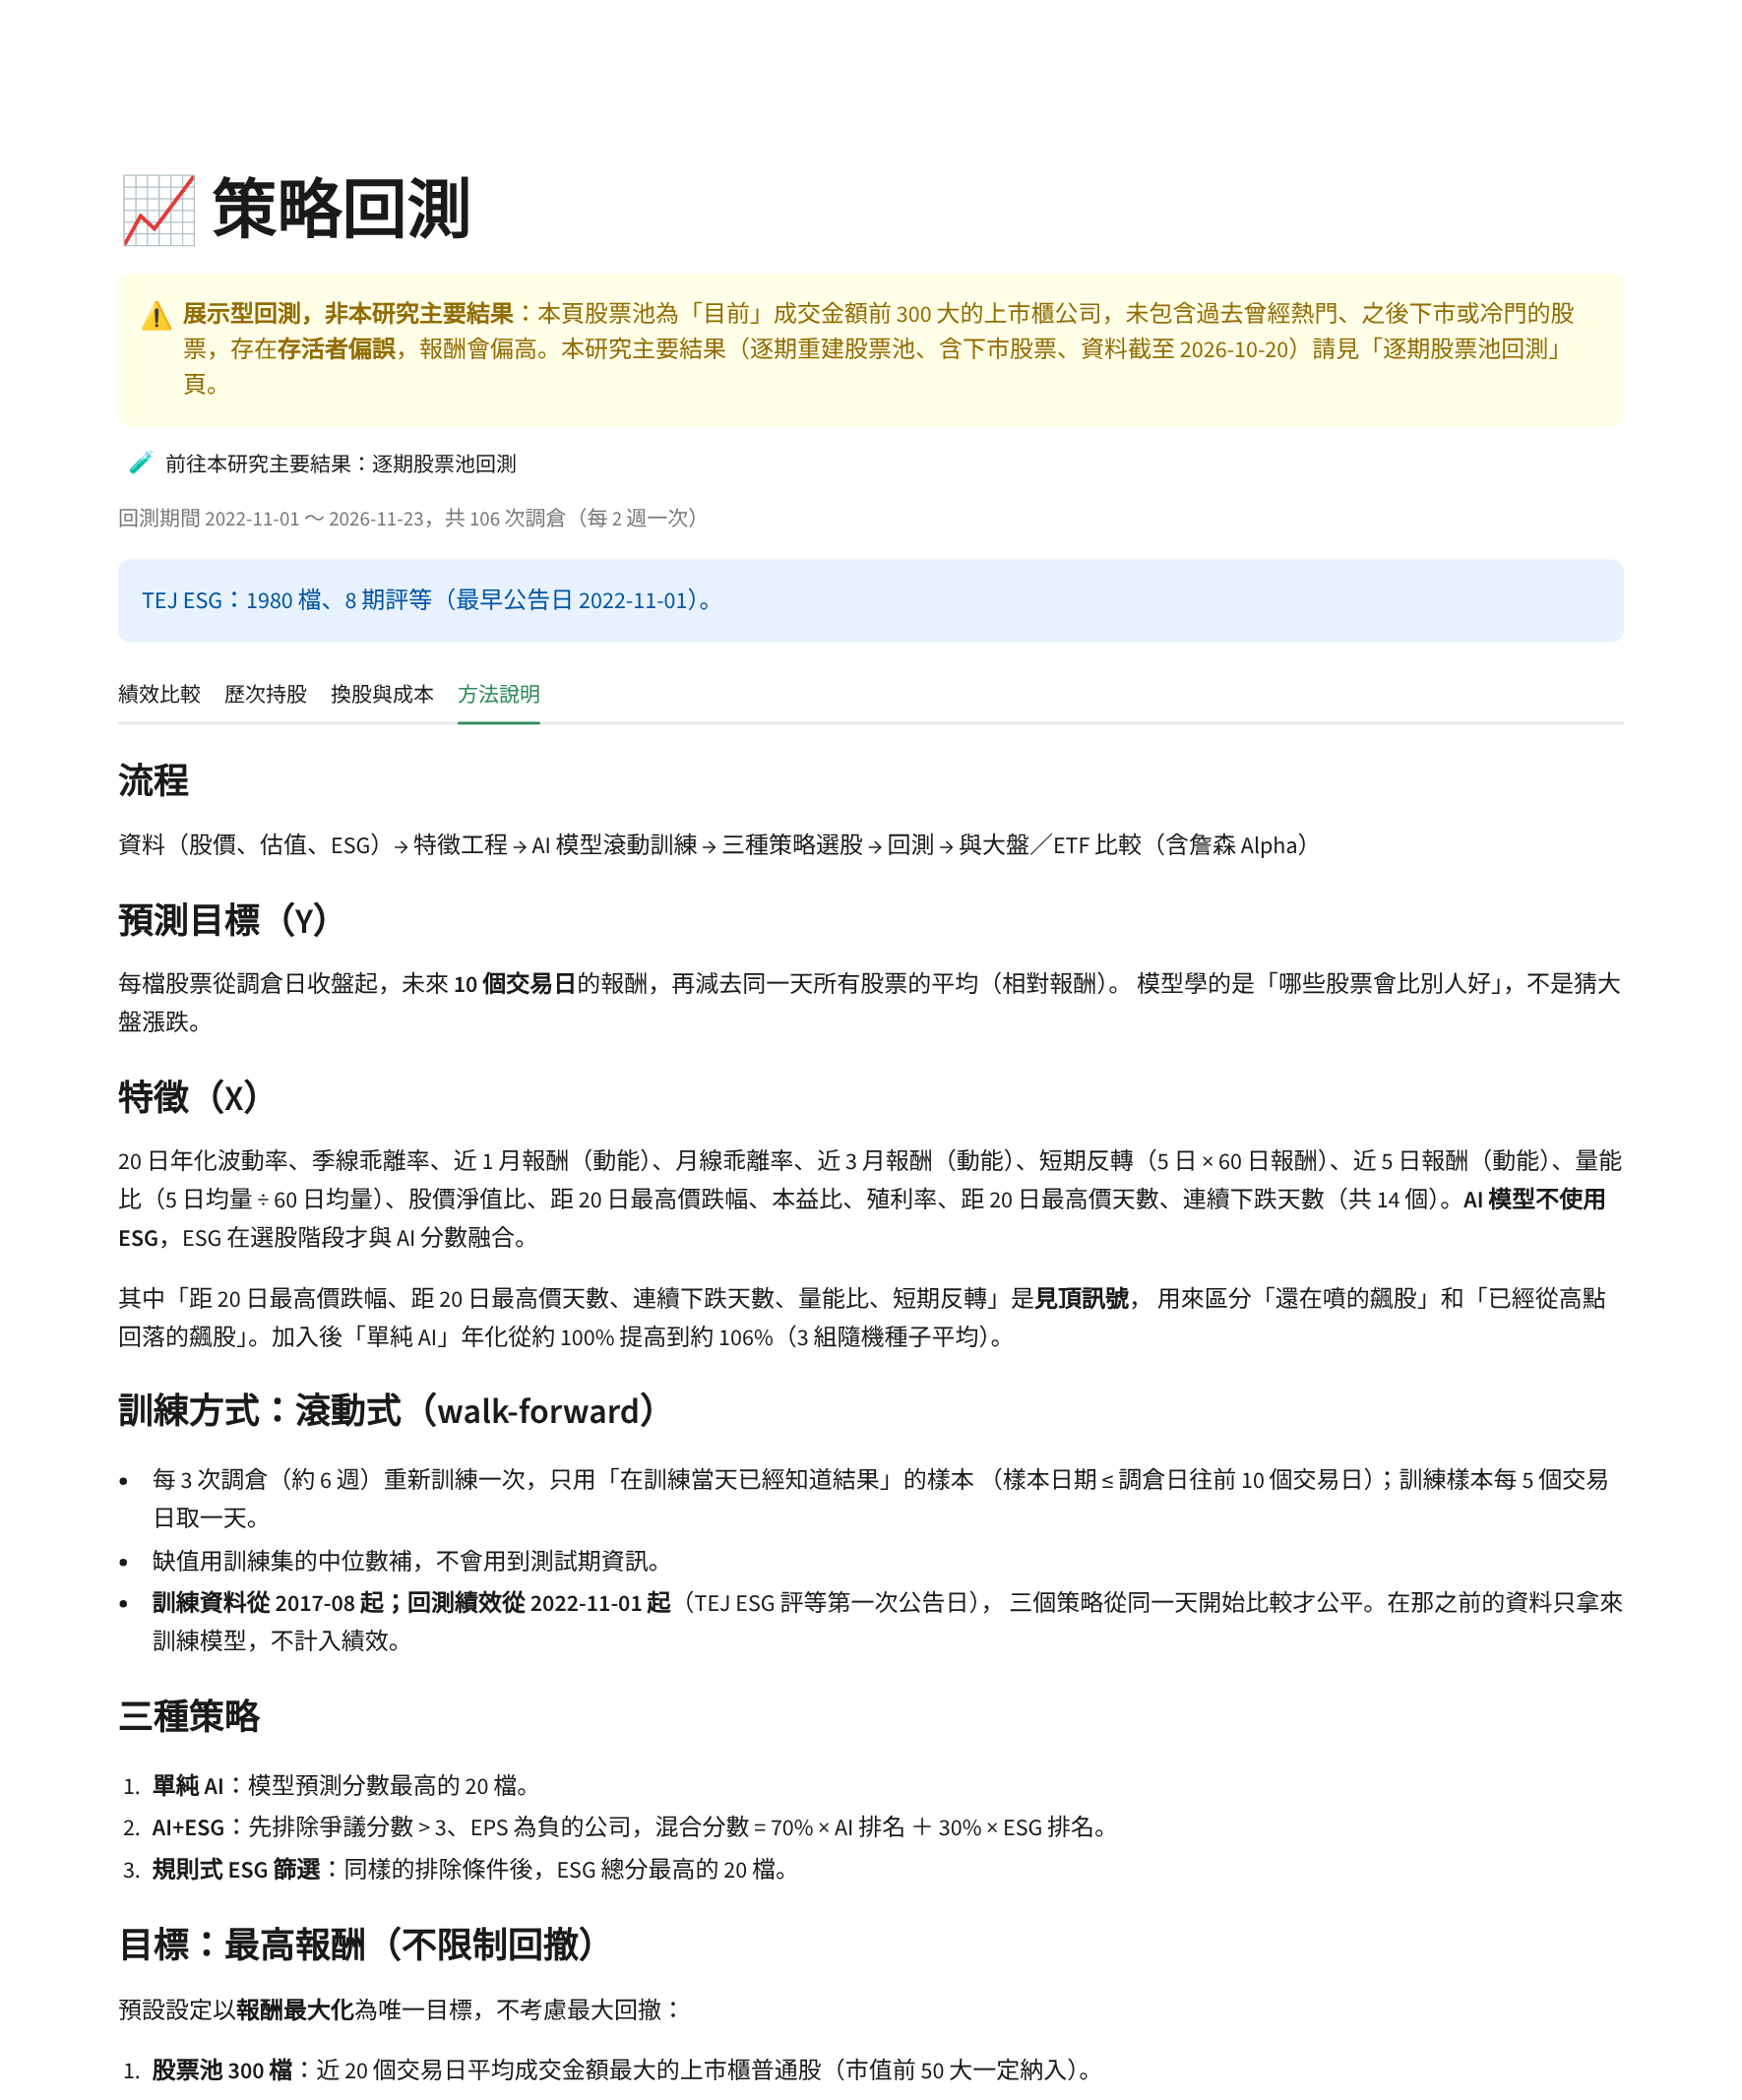 📈 策略回測
⚠️ 展示型回測，非本研究主要結果：本頁股票池為「目前」成交金額前 300 大的上市櫃公司，未包含過去曾經熱門、之後下市或冷門的股
票，存在存活者偏誤，報酬會偏高。本研究主要結果（逐期重建股票池、含下市股票、資料截至 2026-10-20）請見「逐期股票池回測」
頁。
🧪 前往本研究主要結果：逐期股票池回測
回測期間 2022-11-01 ～ 2026-11-23，共 106 次調倉（每 2 週一次）
TEJ ESG：1980 檔、8 期評等（最早公告日 2022-11-01）。
績效比較 歷次持股 換股與成本 方法說明
流程
資料（股價、估值、ESG）→ 特徵工程 → AI 模型滾動訓練 → 三種策略選股 → 回測 → 與大盤／ETF 比較（含詹森 Alpha）
預測目標（Y）
每檔股票從調倉日收盤起，未來 10 個交易日的報酬，再減去同一天所有股票的平均（相對報酬）。 模型學的是「哪些股票會比別人好」，不是猜大
盤漲跌。
特徵（X）
20 日年化波動率、季線乖離率、近 1 月報酬（動能）、月線乖離率、近 3 月報酬（動能）、短期反轉（5 日 × 60 日報酬）、近 5 日報酬（動能）、量能
比（5 日均量 ÷ 60 日均量）、股價淨值比、距 20 日最高價跌幅、本益比、殖利率、距 20 日最高價天數、連續下跌天數（共 14 個）。AI 模型不使用
ESG，ESG 在選股階段才與 AI 分數融合。
其中「距 20 日最高價跌幅、距 20 日最高價天數、連續下跌天數、量能比、短期反轉」是見頂訊號， 用來區分「還在噴的飆股」和「已經從高點
回落的飆股」。加入後「單純 AI」年化從約 100% 提高到約 106%（3 組隨機種子平均）。
訓練方式：滾動式（walk-forward）
• 每 3 次調倉（約 6 週）重新訓練一次，只用「在訓練當天已經知道結果」的樣本 （樣本日期 ≤ 調倉日往前 10 個交易日）；訓練樣本每 5 個交易
日取一天。
• 缺值用訓練集的中位數補，不會用到測試期資訊。
• 訓練資料從 2017-08 起；回測績效從 2022-11-01 起（TEJ ESG 評等第一次公告日）， 三個策略從同一天開始比較才公平。在那之前的資料只拿來
訓練模型，不計入績效。
三種策略
1. 單純 AI：模型預測分數最高的 20 檔。
2. AI+ESG：先排除爭議分數 > 3、EPS 為負的公司，混合分數 = 70% × AI 排名 ＋ 30% × ESG 排名。
3. 規則式 ESG 篩選：同樣的排除條件後，ESG 總分最高的 20 檔。
目標：最高報酬（不限制回撤）
預設設定以報酬最大化為唯一目標，不考慮最大回撤：
1. 股票池 300 檔：近 20 個交易日平均成交金額最大的上市櫃普通股（市值前 50 大一定納入）。